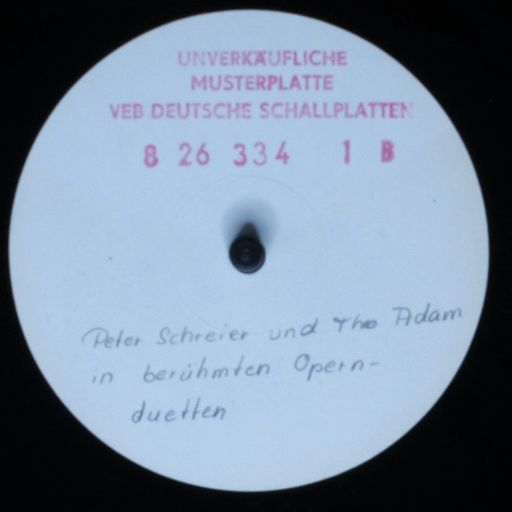 UNVERKÄUFLICHE
MUSTERPLATTE
VEB DEUTSCHE SCHALLPLATTEN
8 26 334 1 B
Peter Schreier und Theo Adam
in berühmten Opern-
duetten